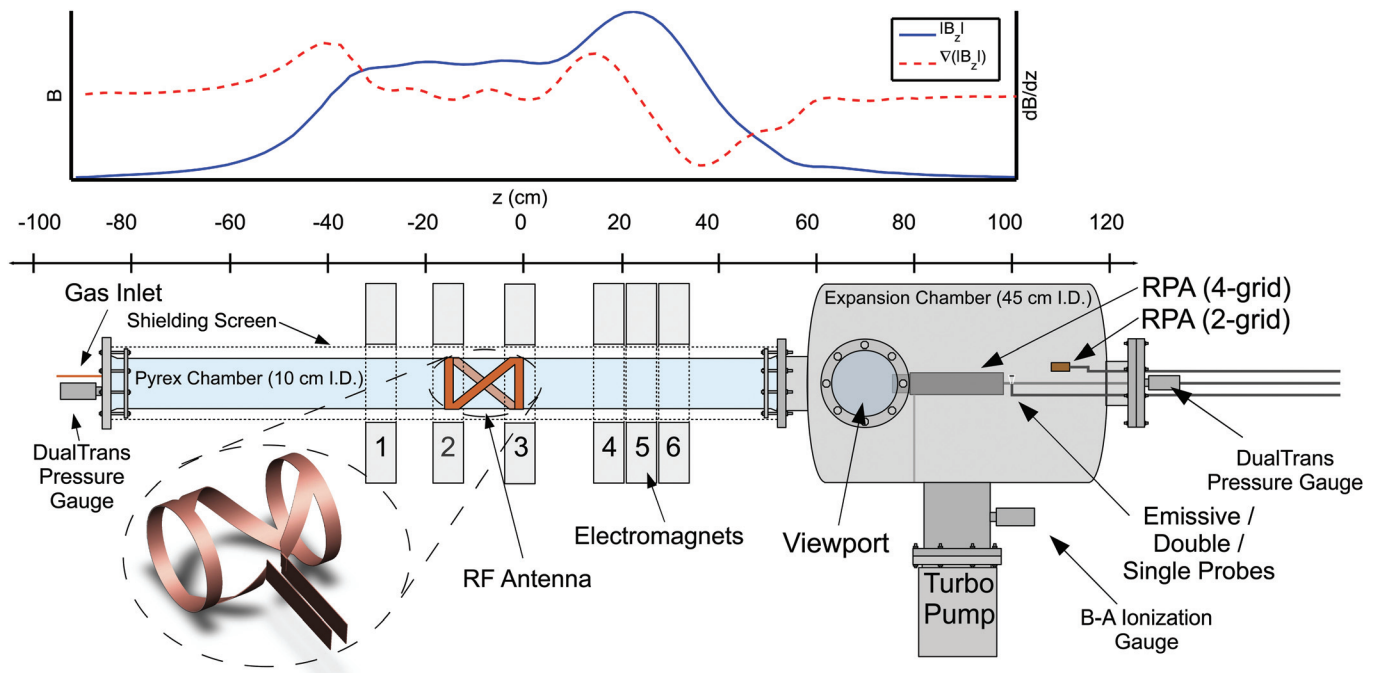 |B_z|
∇(|B_z|)
B
dB/dz
z (cm)
-100 -80 -60 -40 -20 0 20 40 60 80 100 120
Gas Inlet
Shielding Screen
Expansion Chamber (45 cm I.D.)
RPA (4-grid)
RPA (2-grid)
Pyrex Chamber (10 cm I.D.)
1 2 3 4 5 6
DualTrans
Pressure
Gauge
DualTrans
Pressure Gauge
Electromagnets
Viewport
Emissive /
Double /
Single Probes
RF Antenna
Turbo
Pump
B-A Ionization
Gauge